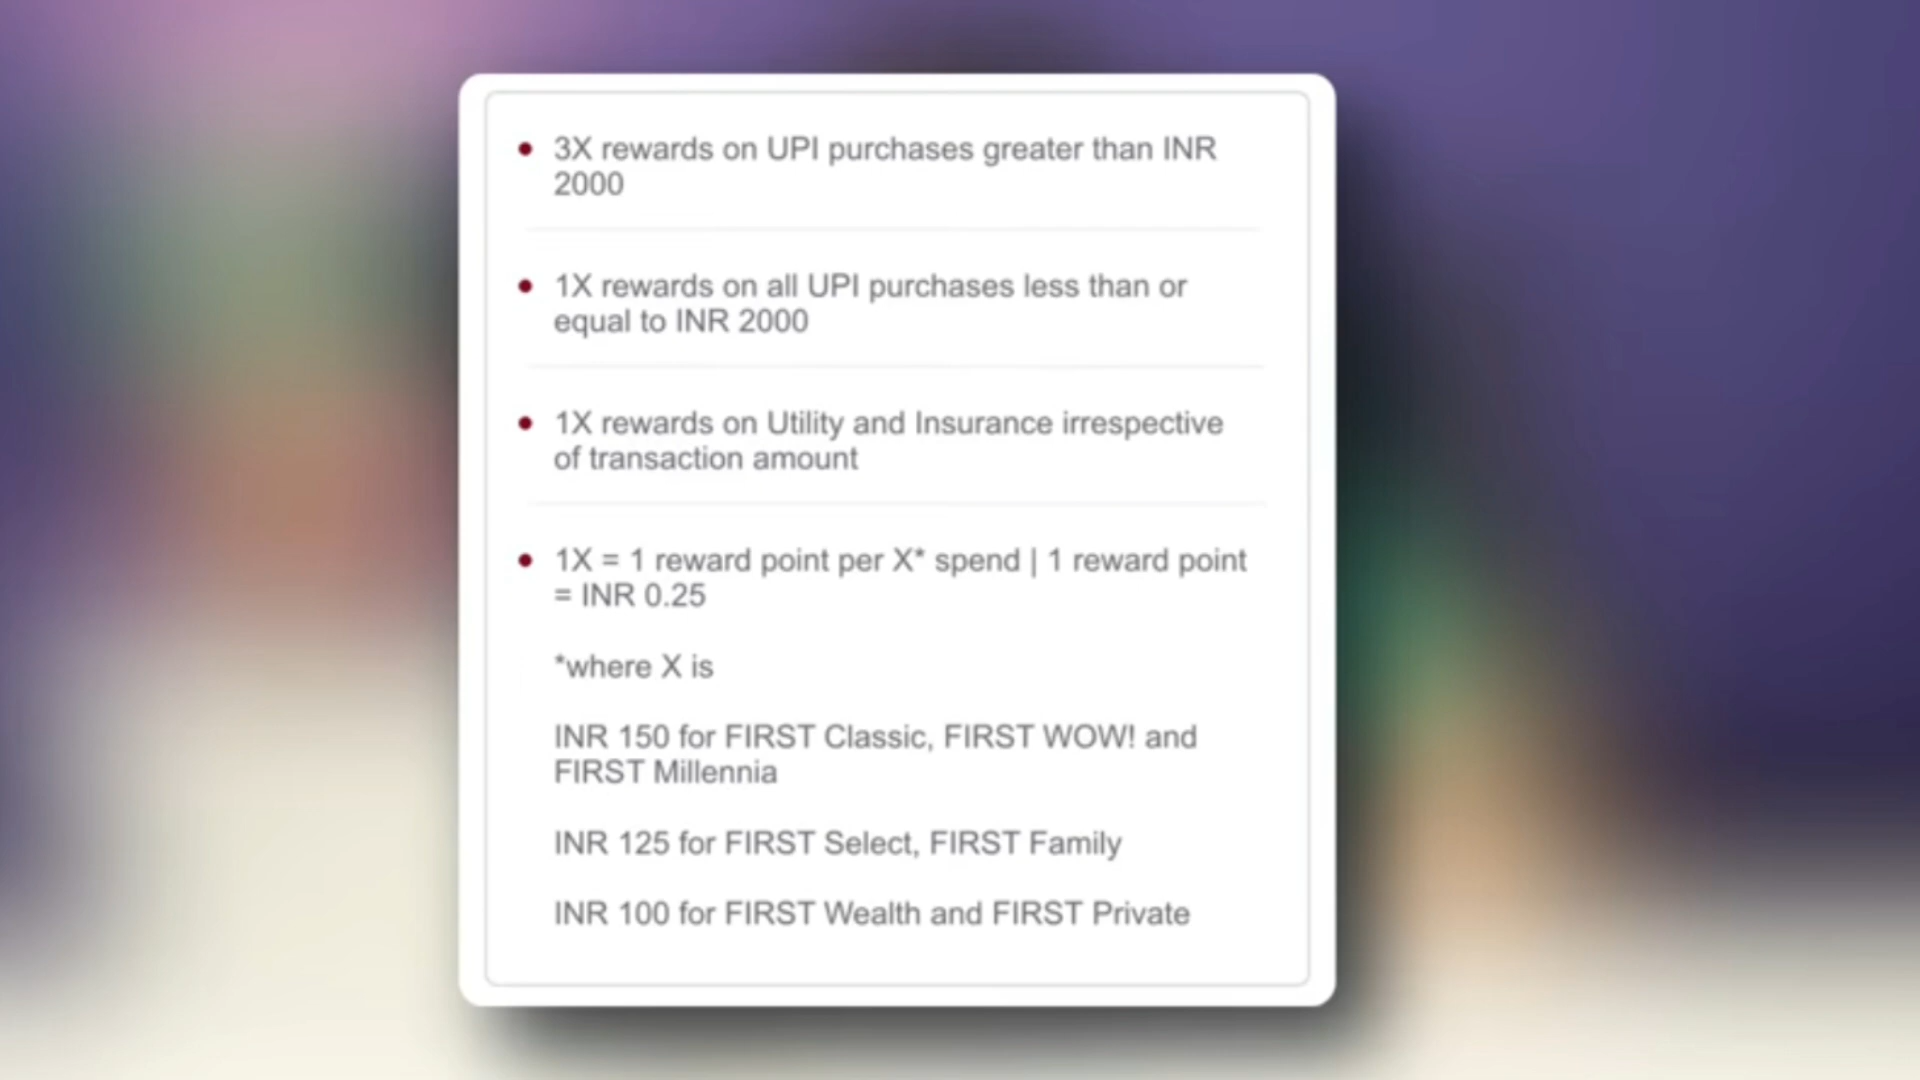 3X rewards on UPI purchases greater than INR
2000
1X rewards on all UPI purchases less than or
equal to INR 2000
1X rewards on Utility and Insurance irrespective
of transaction amount
1X = 1 reward point per X* spend | 1 reward point
= INR 0.25
*where X is
INR 150 for FIRST Classic, FIRST WOW! and
FIRST Millennia
INR 125 for FIRST Select, FIRST Family
INR 100 for FIRST Wealth and FIRST Private